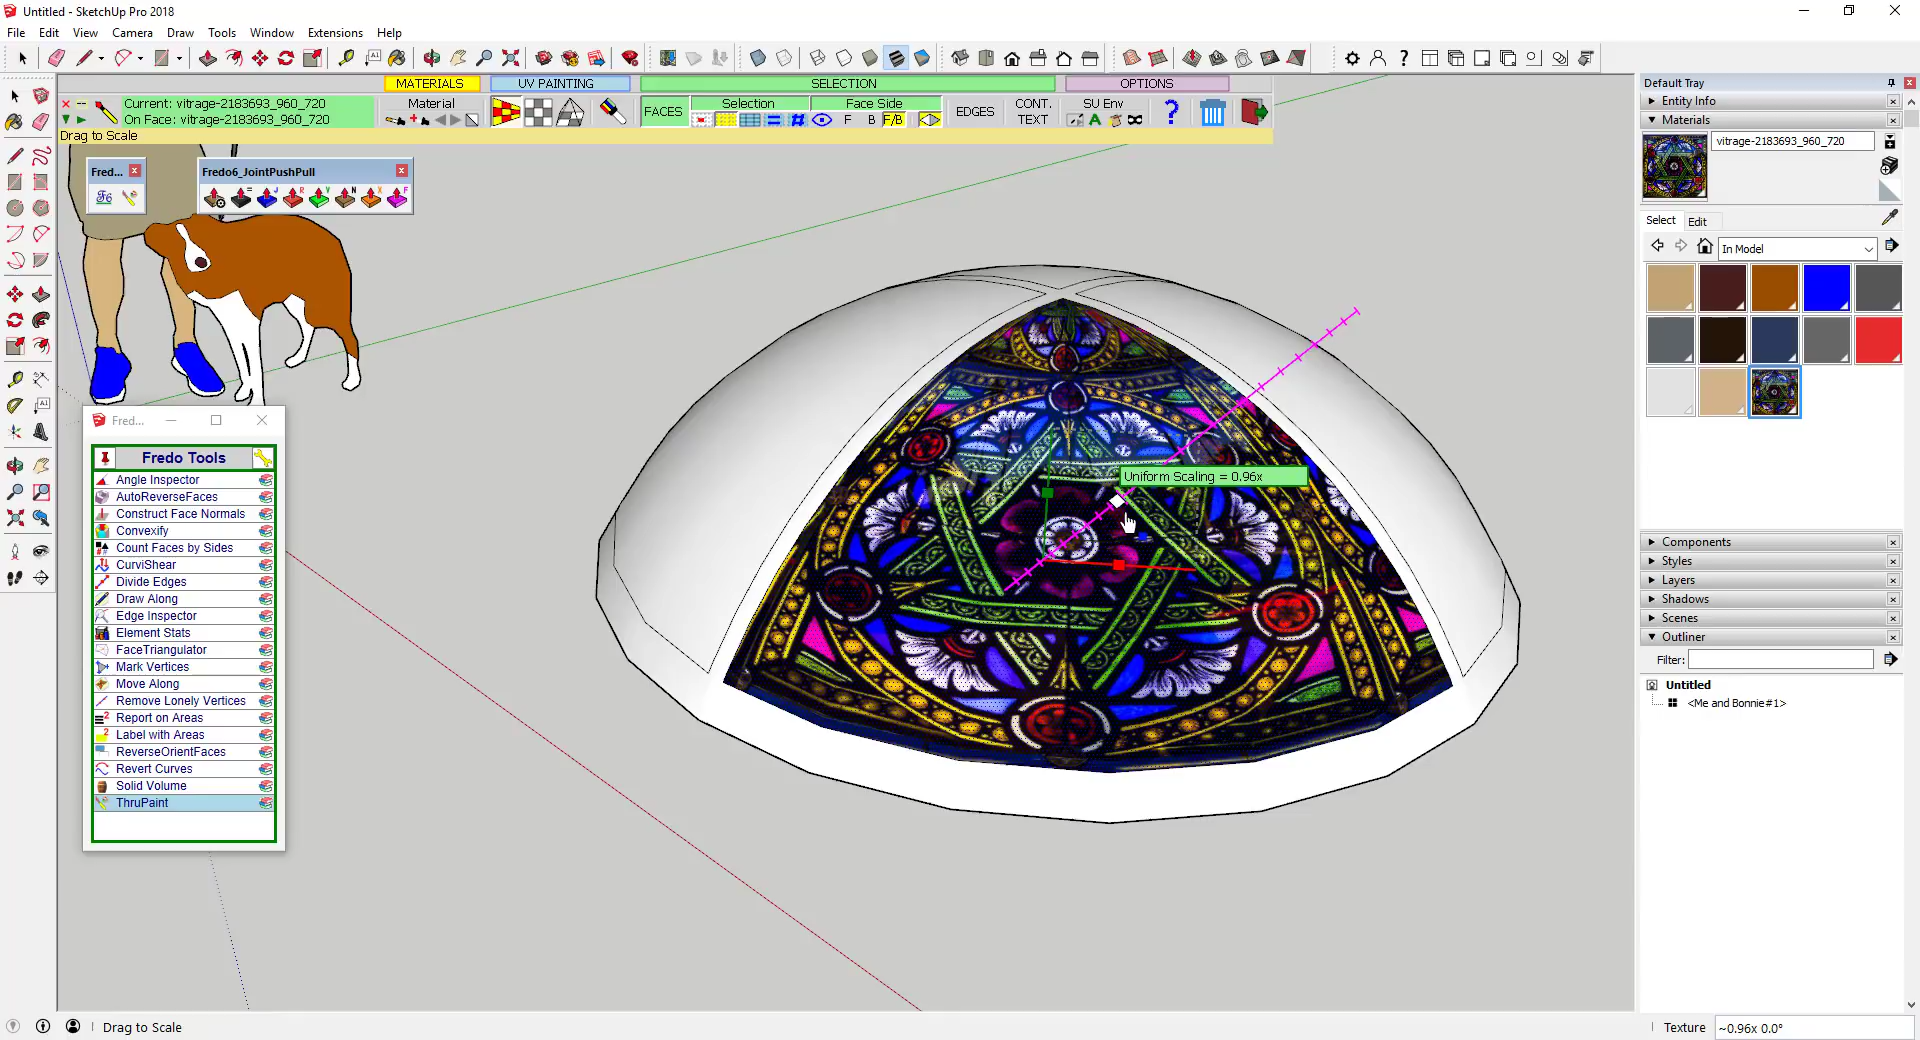 Untitled - SketchUp Pro 2018
File Edit View Camera Draw Tools Window Extensions Help
MATERIALS UV PAINTING SELECTION OPTIONS
Current: vitrage-2183693_960_720
On Face: vitrage-2183693_960_720
Material
FACES
Selection
Face Side
F B F/B
EDGES
CONT.
TEXT
SU Env
A
?
Drag to Scale
Fred...
Fredo6_JointPushPull
Uniform Scaling = 0.96x
Fred...
Fredo Tools
Angle Inspector
AutoReverseFaces
Construct Face Normals
Convexify
Count Faces by Sides
CurviShear
Divide Edges
Draw Along
Edge Inspector
Element Stats
FaceTriangulator
Mark Vertices
Move Along
Remove Lonely Vertices
Report on Areas
Label with Areas
ReverseOrientFaces
Revert Curves
Solid Volume
ThruPaint
Default Tray
Entity Info
Materials
vitrage-2183693_960_720
Select Edit
In Model
Components
Styles
Layers
Shadows
Scenes
Outliner
Filter:
Untitled
<Me and Bonnie#1>
Drag to Scale
Texture ~0.96x 0.0°